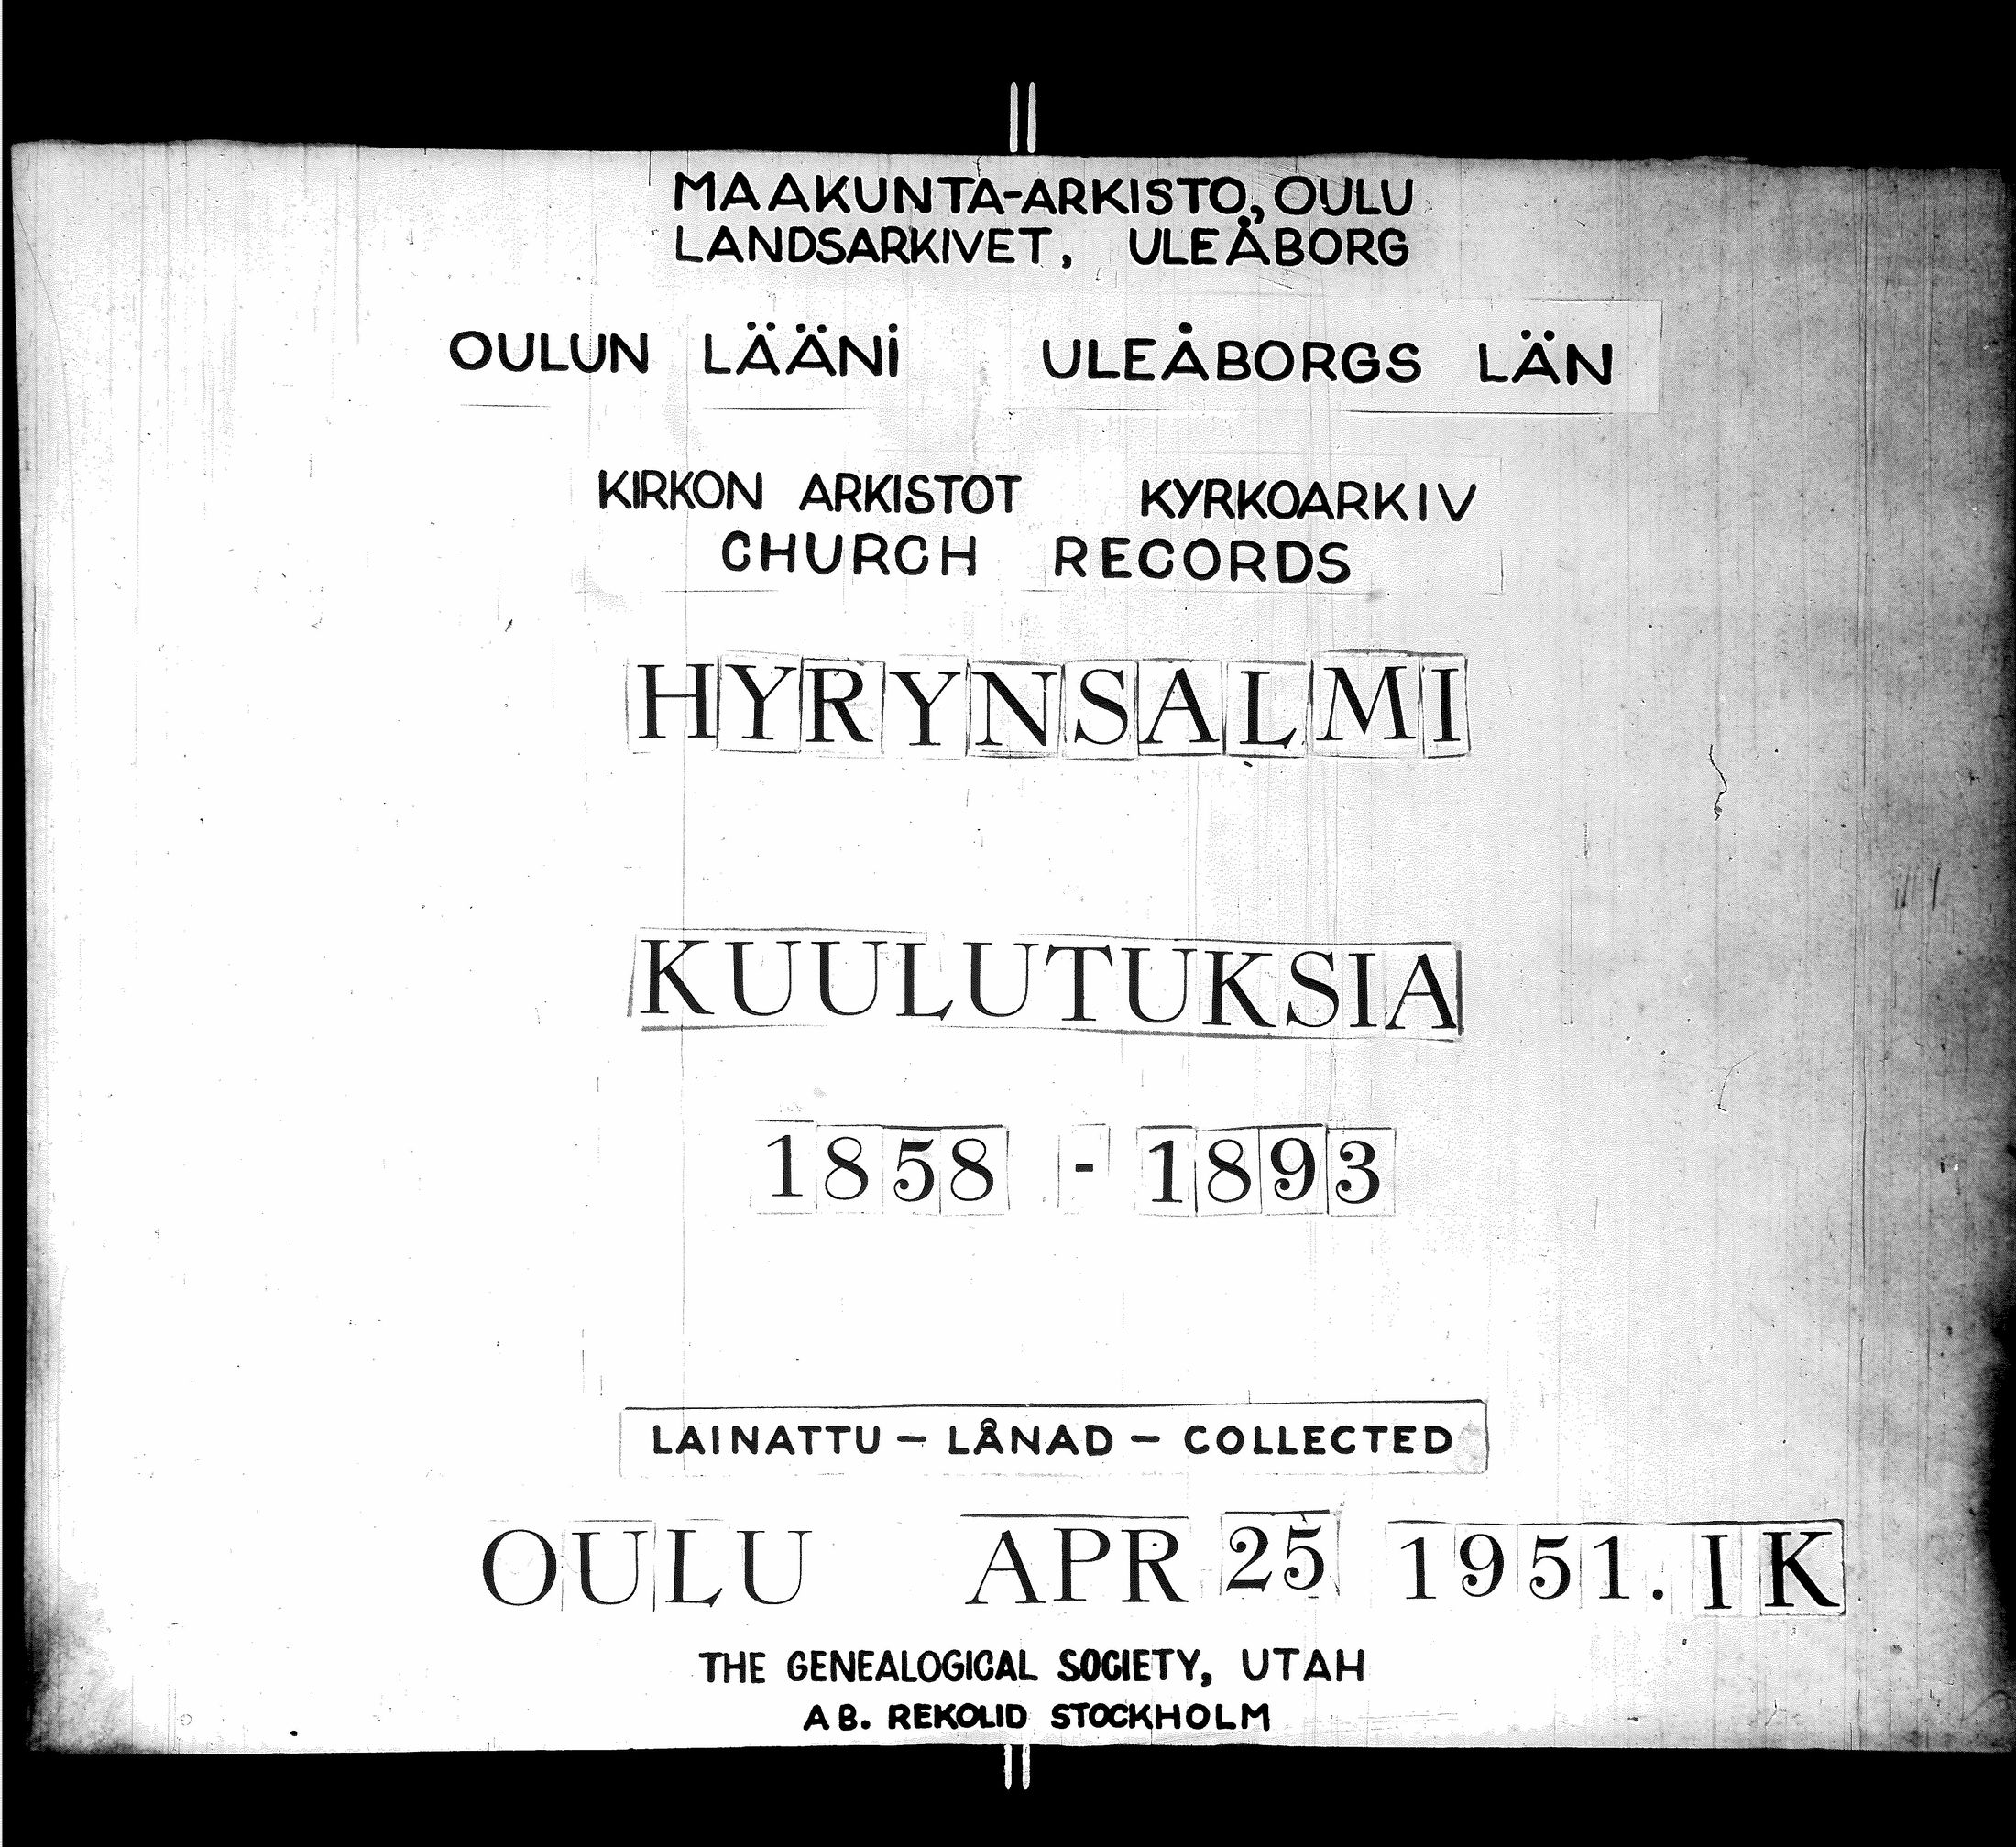 MAAKUNTA-ARKISTO, OULU
LANDSARKIVET, ULEÅBORG
OULUN LÄÄNI ULEÅBORGS LÄN
KIRKON ARKISTOT KYRKOARKIV
CHURCH RECORDS
HYRYNSALMI
KUULUTUKSIA
1858 - 1893
LAINATTU — LÅNAD — COLLECTED
OULU APR 25 1951. IK
THE GENEALOGICAL SOCIETY, UTAH
AB. REKOLID STOCKHOLM